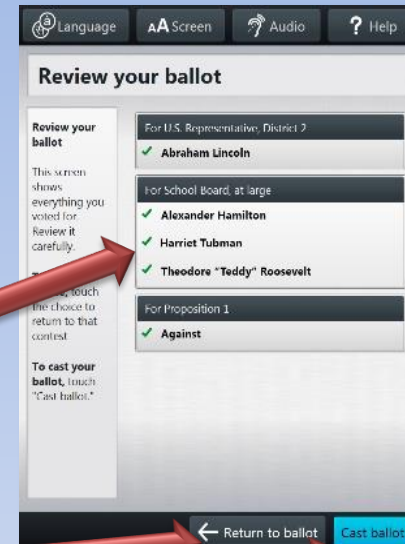 Language
AA Screen
Audio
? Help
Review your ballot
Review your
ballot
This screen
shows
everything you
voted for.
Review it
carefully.
touch
the choice to
return to that
contest
To cast your
ballot, touch
"Cast ballot."
For U.S. Representative, District 2
Abraham Lincoln
For School Board, at large
Alexander Hamilton
Harriet Tubman
Theodore "Teddy" Roosevelt
For Proposition 1
Against
Return to ballot
Cast ballot